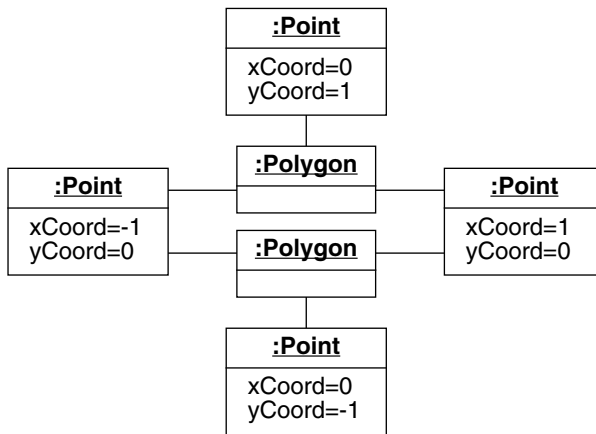 :Point
xCoord=0
yCoord=1
:Polygon
:Point
xCoord=-1
yCoord=0
:Point
xCoord=1
yCoord=0
:Polygon
:Point
xCoord=0
yCoord=-1